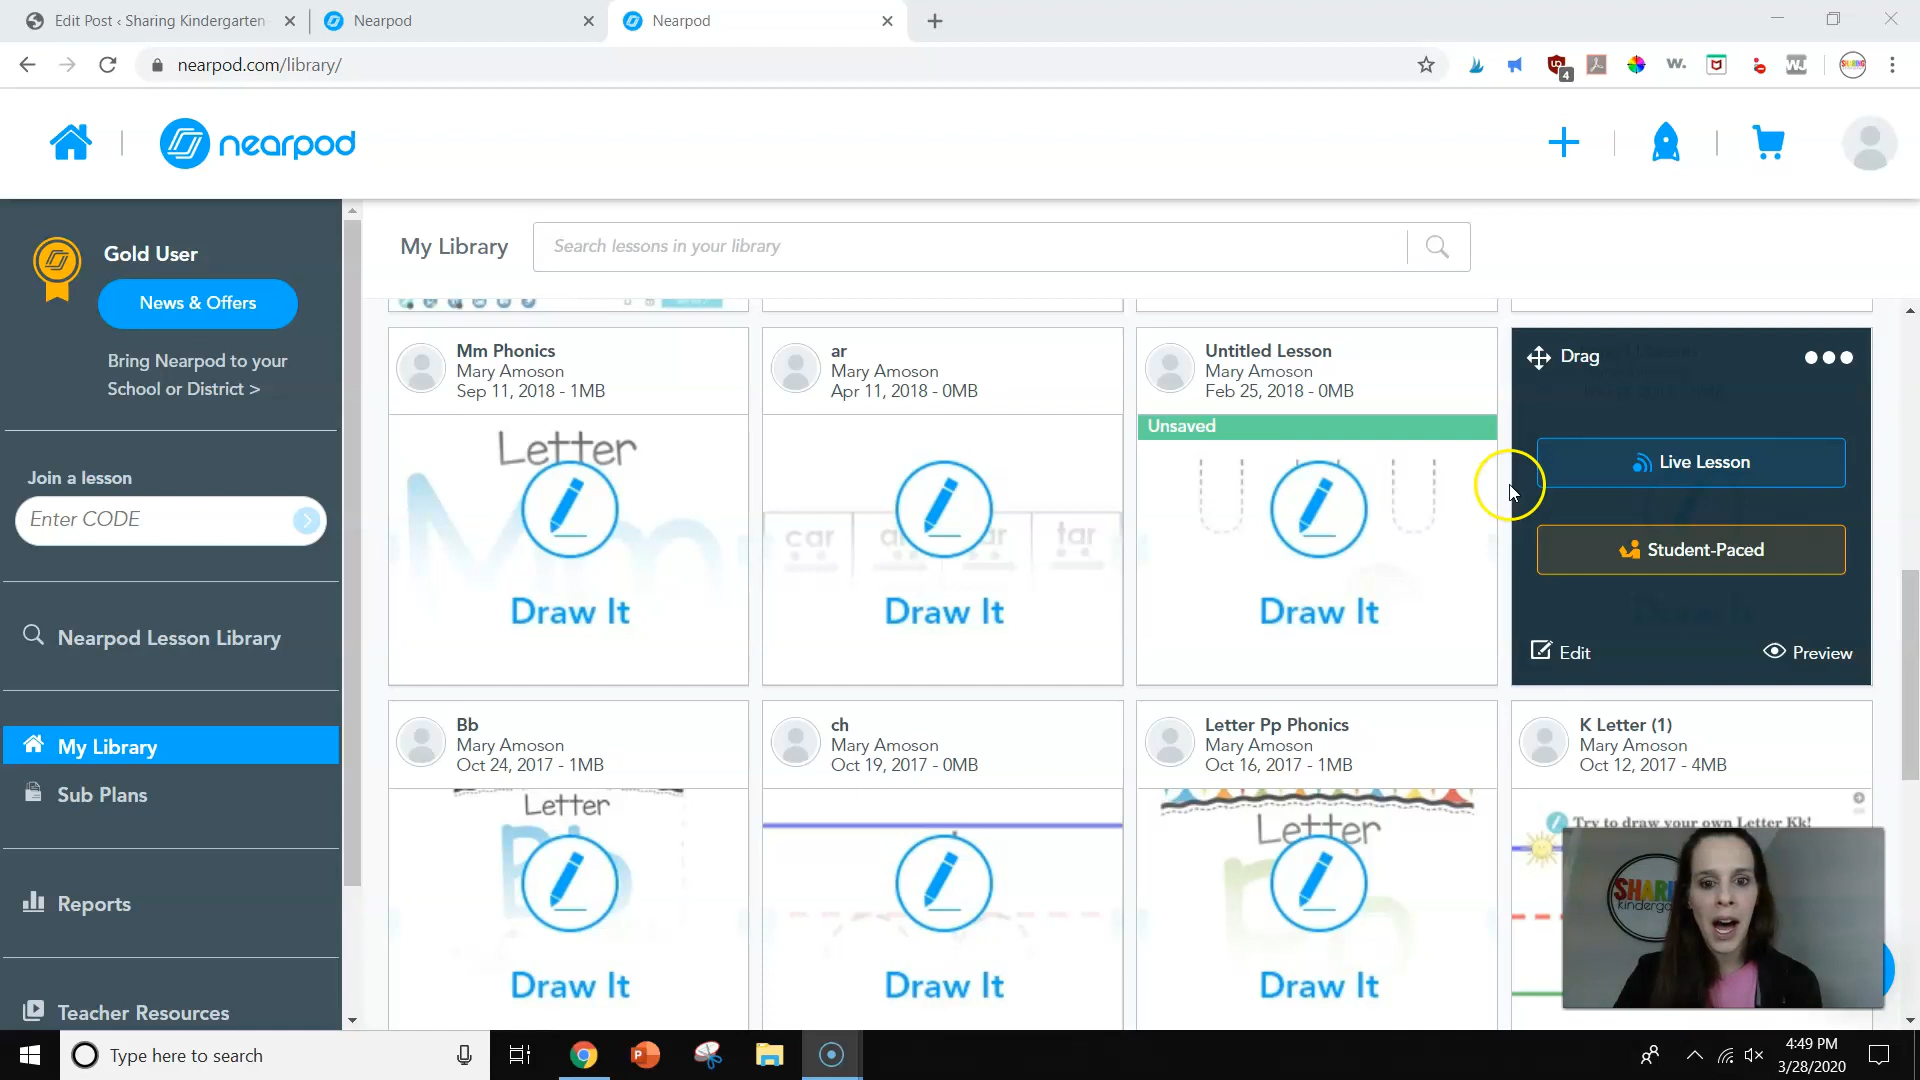 Edit Post ‹ Sharing Kindergarten
Nearpod
Nearpod
nearpod.com/library/
4
w.
WJ
nearpod
Gold User
News & Offers
Bring Nearpod to your
School or District >
Join a lesson
Enter CODE
Nearpod Lesson Library
My Library
Sub Plans
Reports
Teacher Resources
My Library
Search lessons in your library
Mm Phonics
Mary Amoson
Sep 11, 2018 - 1MB
Letter
Mm
Draw It
ar
Mary Amoson
Apr 11, 2018 - 0MB
car
tar
Draw It
Untitled Lesson
Mary Amoson
Feb 25, 2018 - 0MB
Unsaved
Draw It
Drag
Live Lesson
Student-Paced
Edit
Preview
Bb
Mary Amoson
Oct 24, 2017 - 1MB
Letter
Bb
Draw It
ch
Mary Amoson
Oct 19, 2017 - 0MB
Draw It
Letter Pp Phonics
Mary Amoson
Oct 16, 2017 - 1MB
Letter
Draw It
K Letter (1)
Mary Amoson
Oct 12, 2017 - 4MB
Try to draw your own Letter Kk!
Type here to search
4:49 PM
3/28/2020